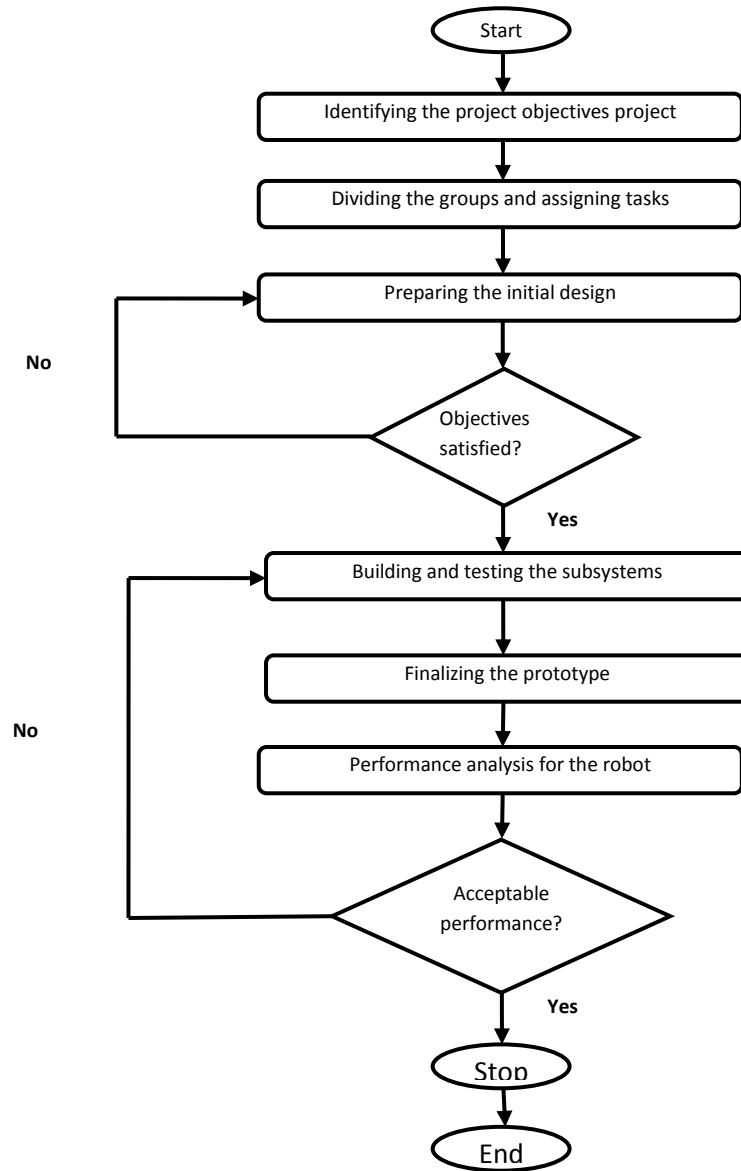 Start
Identifying the project objectives project
Dividing the groups and assigning tasks
Preparing the initial design
No
Objectives
satisfied?
Yes
Building and testing the subsystems
Finalizing the prototype
No
Performance analysis for the robot
Acceptable
performance?
Yes
Stop
End